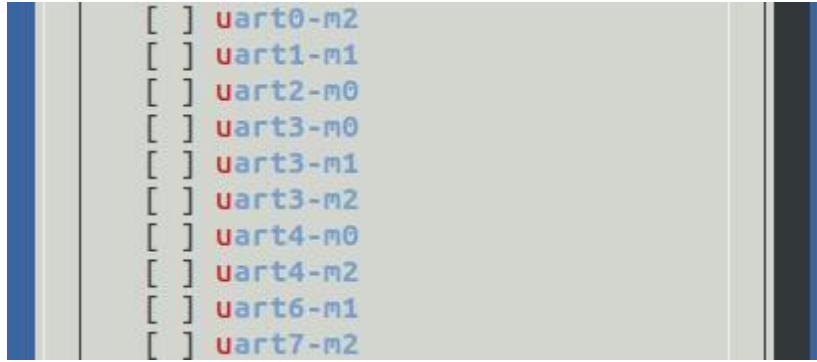 [ ] uart0-m2
[ ] uart1-m1
[ ] uart2-m0
[ ] uart3-m0
[ ] uart3-m1
[ ] uart3-m2
[ ] uart4-m0
[ ] uart4-m2
[ ] uart6-m1
[ ] uart7-m2